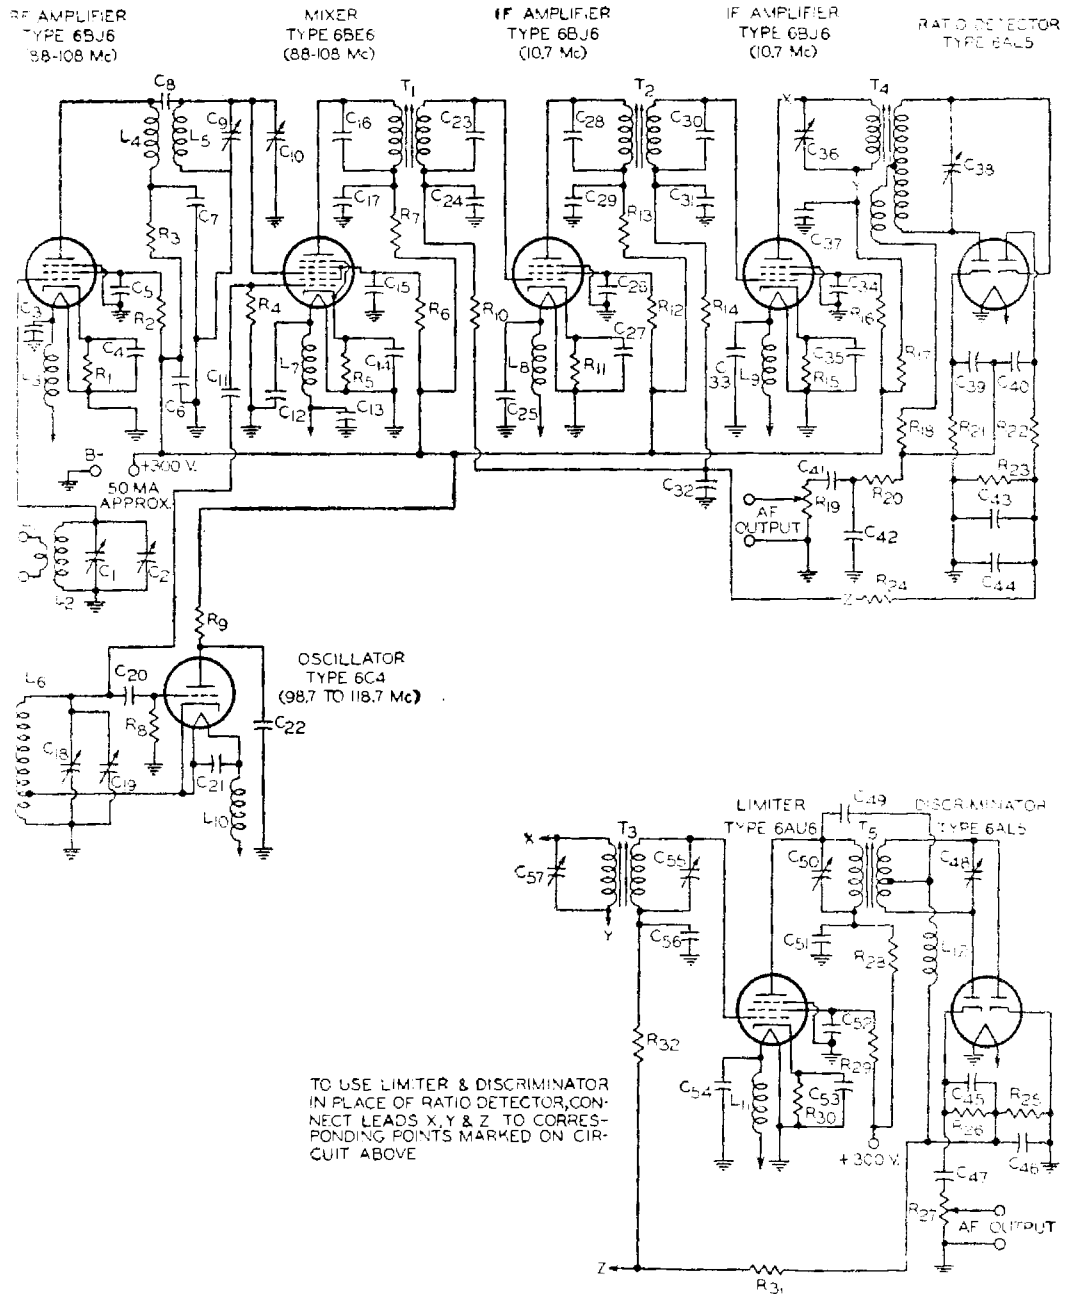 RF AMPLIFIER
TYPE 6BJ6
(88-108 Mc)
MIXER
TYPE 6BE6
(88-108 Mc)
IF AMPLIFIER
TYPE 6BJ6
(10.7 Mc)
IF AMPLIFIER
TYPE 6BJ6
(10.7 Mc)
RATIO DETECTOR
TYPE 6AL5
C8
L4
L5
C9
C10
C7
R3
C16
T1
C23
C17
R7
C24
C28
T2
C30
C29
R13
C31
X
T4
C36
C38
Y
C37
C3
C5
R2
L3
C4
R1
C6
C11
R4
C15
R6
L7
C14
R5
C12
C13
R10
C26
R12
L8
C27
R11
C25
R14
C34
R16
C33
L9
C35
R15
R17
C39
C40
R18
R21
R22
B-
+300 V.
50 MA
APPROX.
C32
C41
R19
R20
AF
OUTPUT
C42
R23
C43
C44
Z
R24
C1
C2
L2
R9
OSCILLATOR
TYPE 6C4
(98.7 TO 118.7 Mc)
L6
C20
R8
C22
C18
C19
C21
L10
LIMITER
TYPE 6AU6
C49
DISCRIMINATOR
TYPE 6AL5
X
T3
C57
C55
Y
C56
C50
T5
C48
C51
R28
L12
R32
C52
R29
C54
L11
C53
R30
C45
R26
R25
+300 V.
C46
C47
R27
AF OUTPUT
Z
R31
TO USE LIMITER & DISCRIMINATOR
IN PLACE OF RATIO DETECTOR, CON-
NECT LEADS X, Y & Z TO CORRES-
PONDING POINTS MARKED ON CIR-
CUIT ABOVE